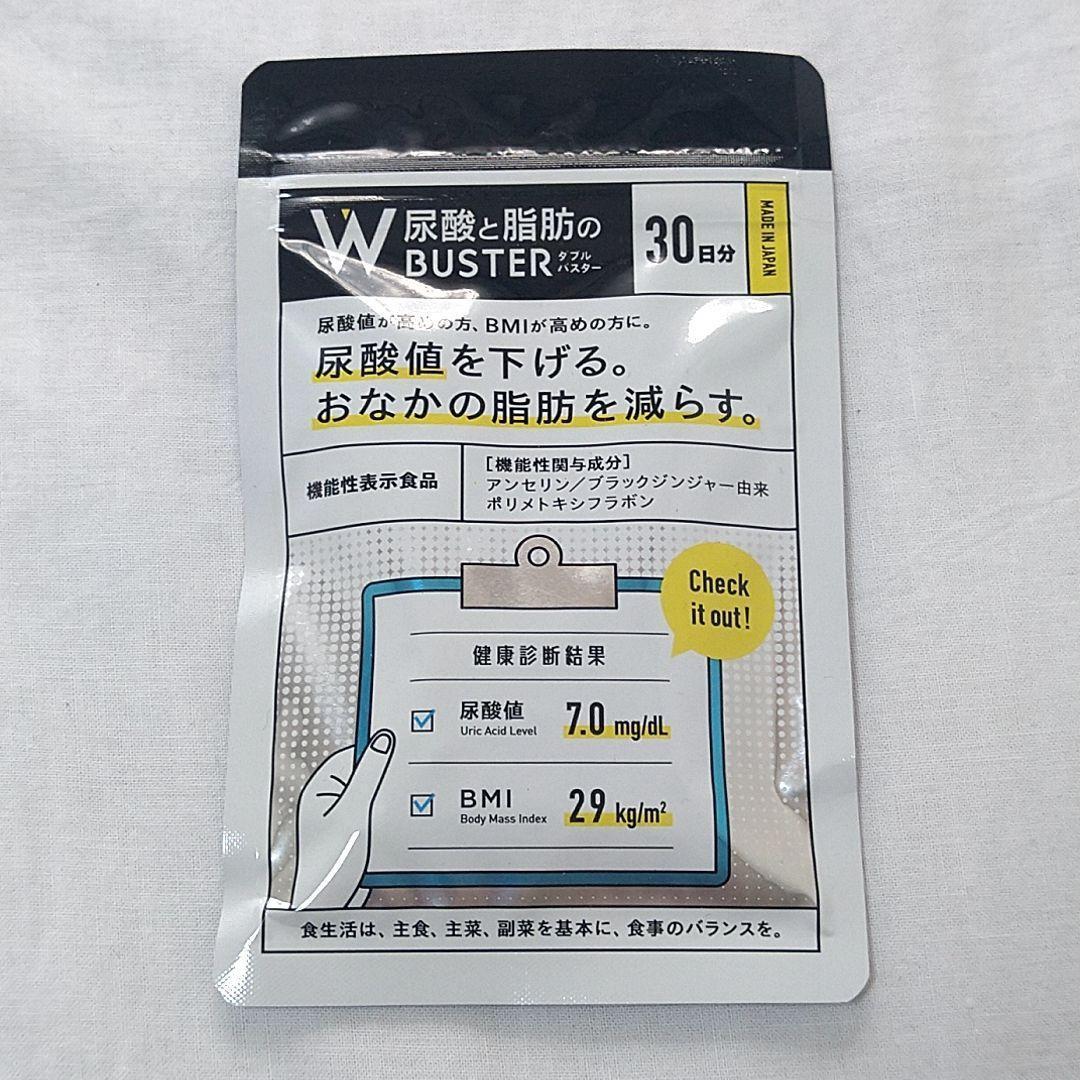 W 尿酸と脂肪の
BUSTER ダブルバスター
30日分
MADE IN JAPAN
尿酸値が高めの方、BMIが高めの方に。
尿酸値を下げる。
おなかの脂肪を減らす。
機能性表示食品
[機能性関与成分]
アンセリン／ブラックジンジャー由来
ポリメトキシフラボン
Check
it out!
健康診断結果
尿酸値 7.0 mg/dL
Uric Acid Level
BMI 29 kg/m²
Body Mass Index
食生活は、主食、主菜、副菜を基本に、食事のバランスを。